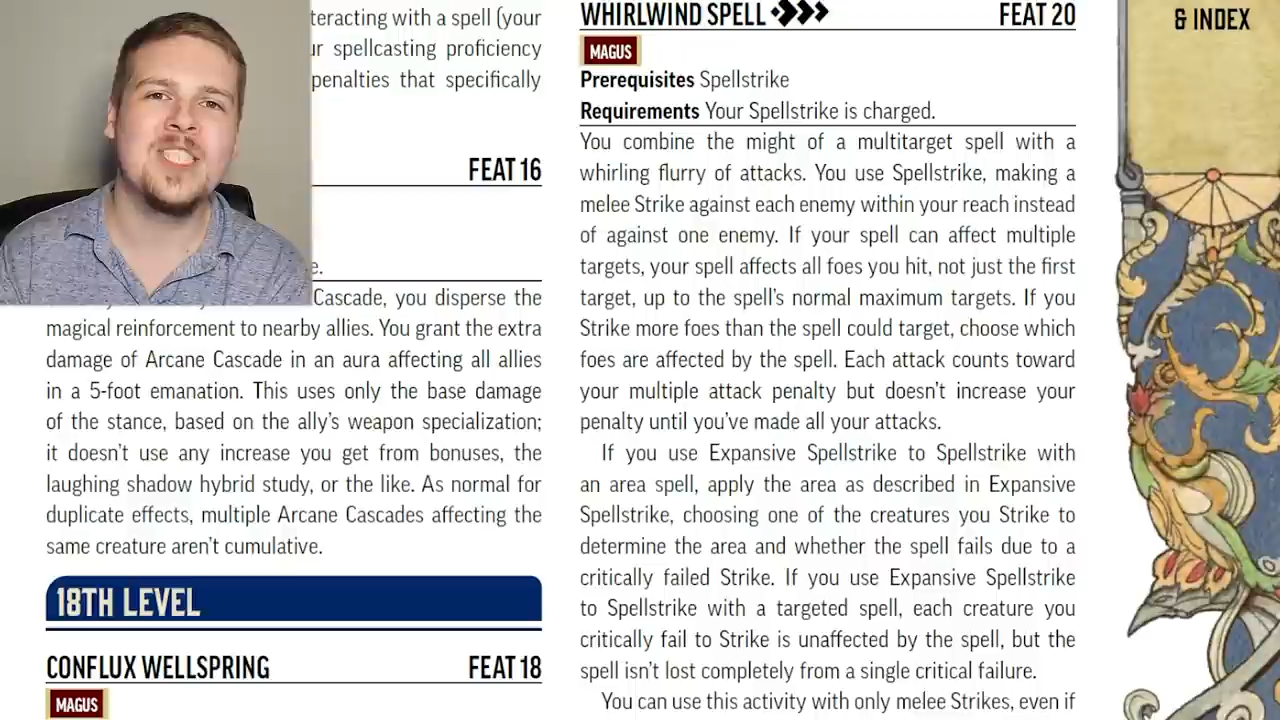 teracting with a spell (your
spellcasting proficiency
penalties that specifically
FEAT 16
Cascade, you disperse the
magical reinforcement to nearby allies. You grant the extra
damage of Arcane Cascade in an aura affecting all allies
in a 5-foot emanation. This uses only the base damage
of the stance, based on the ally's weapon specialization;
it doesn't use any increase you get from bonuses, the
laughing shadow hybrid study, or the like. As normal for
duplicate effects, multiple Arcane Cascades affecting the
same creature aren't cumulative.
18TH LEVEL
CONFLUX WELLSPRING FEAT 18
MAGUS
WHIRLWIND SPELL FEAT 20
MAGUS
Prerequisites Spellstrike
Requirements Your Spellstrike is charged.
You combine the might of a multitarget spell with a
whirling flurry of attacks. You use Spellstrike, making a
melee Strike against each enemy within your reach instead
of against one enemy. If your spell can affect multiple
targets, your spell affects all foes you hit, not just the first
target, up to the spell's normal maximum targets. If you
Strike more foes than the spell could target, choose which
foes are affected by the spell. Each attack counts toward
your multiple attack penalty but doesn't increase your
penalty until you've made all your attacks.
If you use Expansive Spellstrike to Spellstrike with
an area spell, apply the area as described in Expansive
Spellstrike, choosing one of the creatures you Strike to
determine the area and whether the spell fails due to a
critically failed Strike. If you use Expansive Spellstrike
to Spellstrike with a targeted spell, each creature you
critically fail to Strike is unaffected by the spell, but the
spell isn't lost completely from a single critical failure.
You can use this activity with only melee Strikes, even if
& INDEX